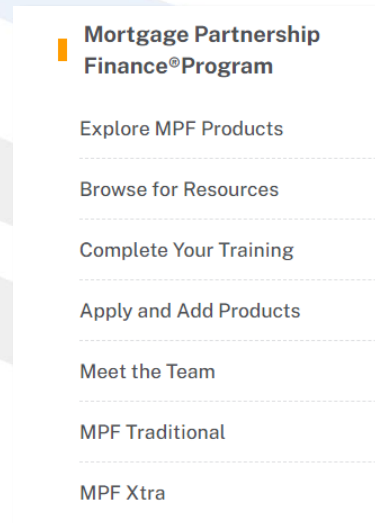 Mortgage Partnership
Finance®Program
Explore MPF Products
Browse for Resources
Complete Your Training
Apply and Add Products
Meet the Team
MPF Traditional
MPF Xtra